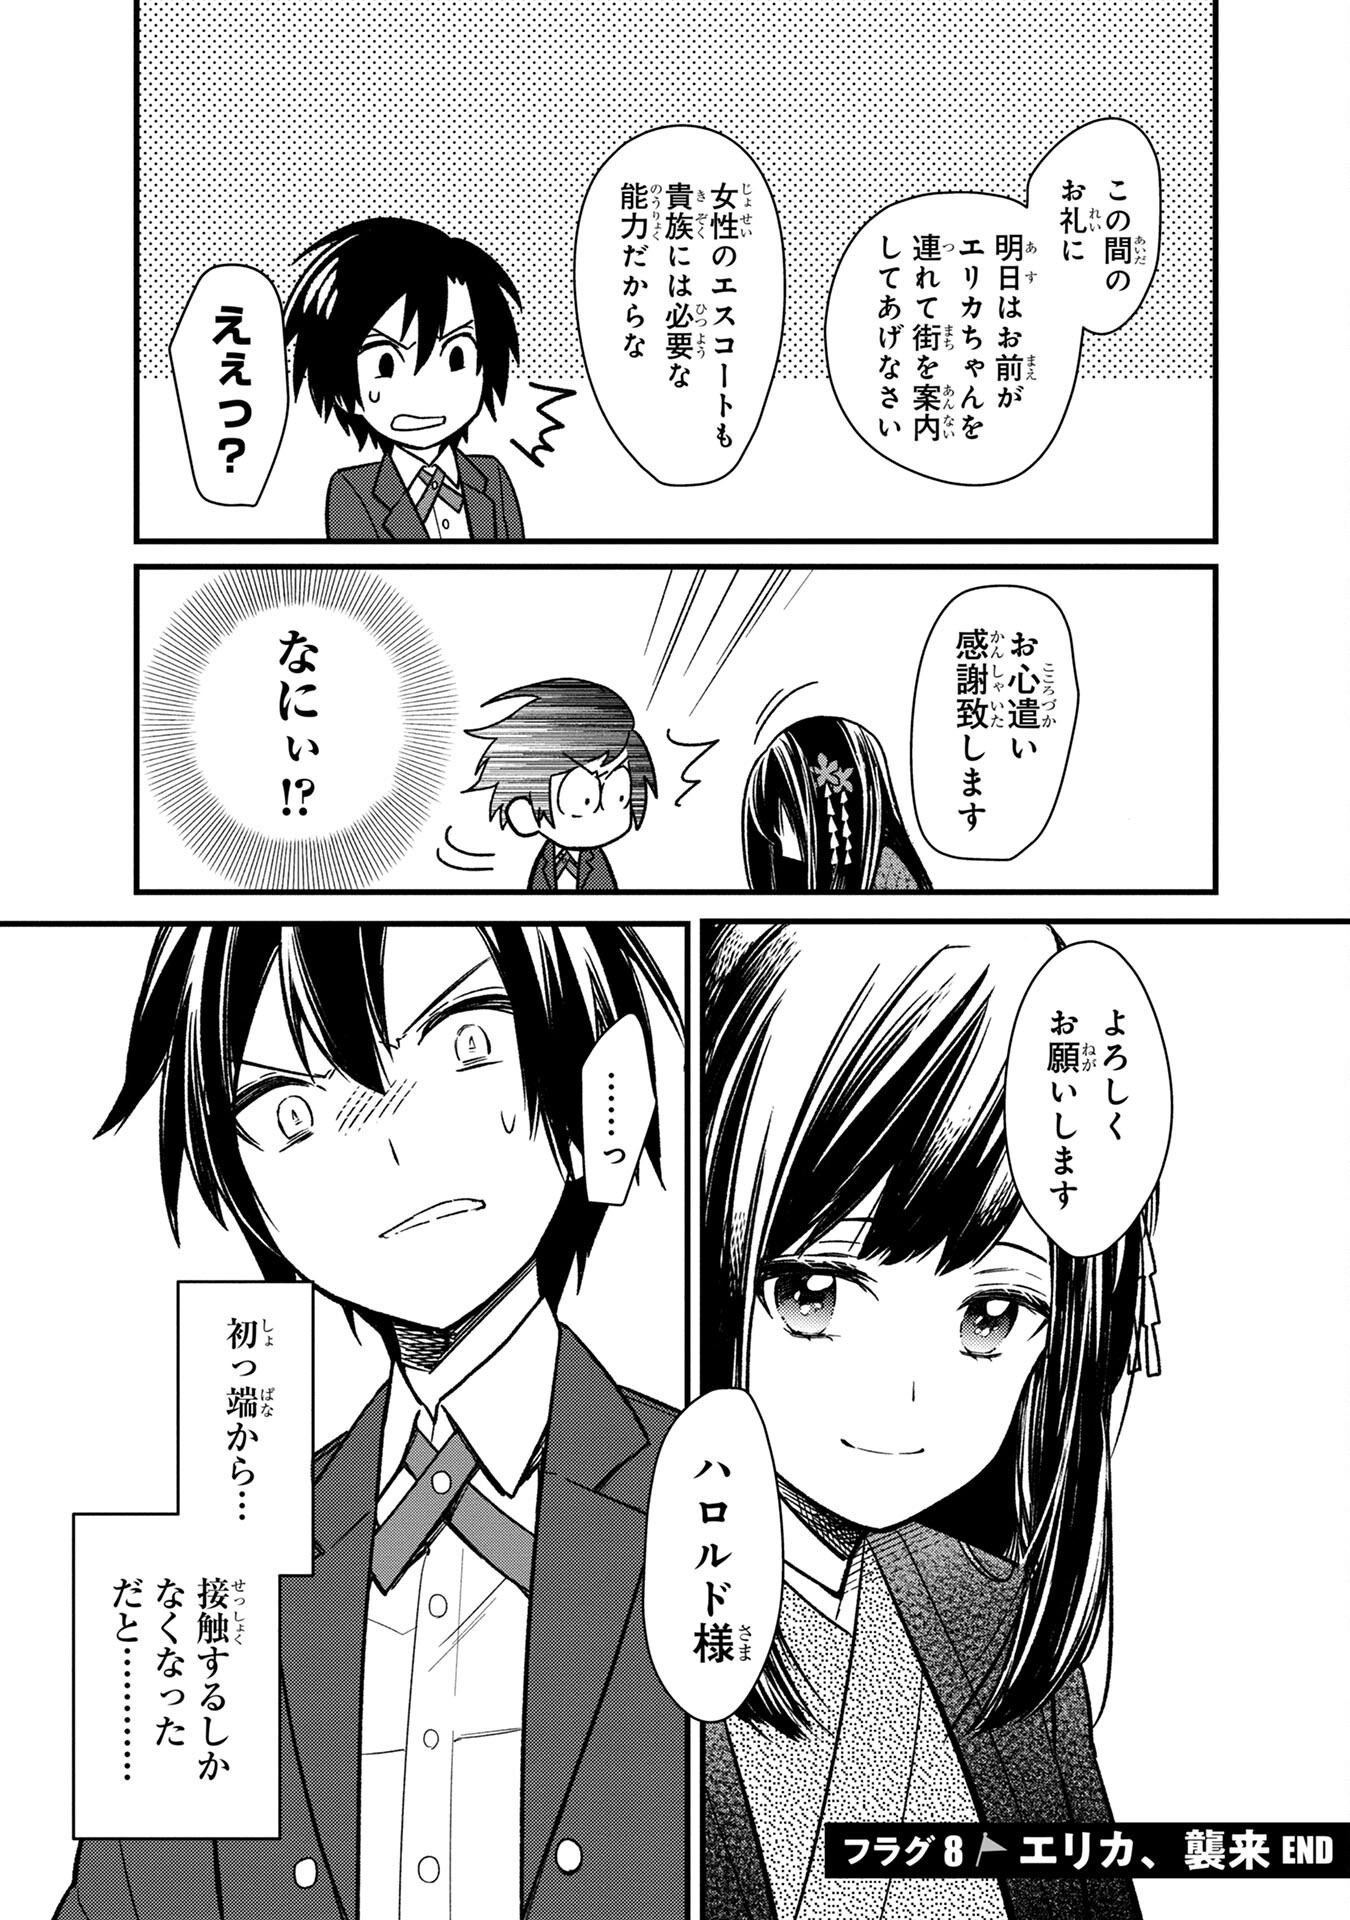 この間の
お礼に
明日はお前が
エリカちゃんを
連れて街を案内
してあげなさい
女性のエスコートも
貴族には必要な
能力だからな
えぇっ?
お心遣い
感謝致します
なにぃ!?
よろしく
お願いします
ハロルド様
……っ
初っ端から…
接触するしか
なくなった
だと…………
フラグ8 エリカ、襲来 END